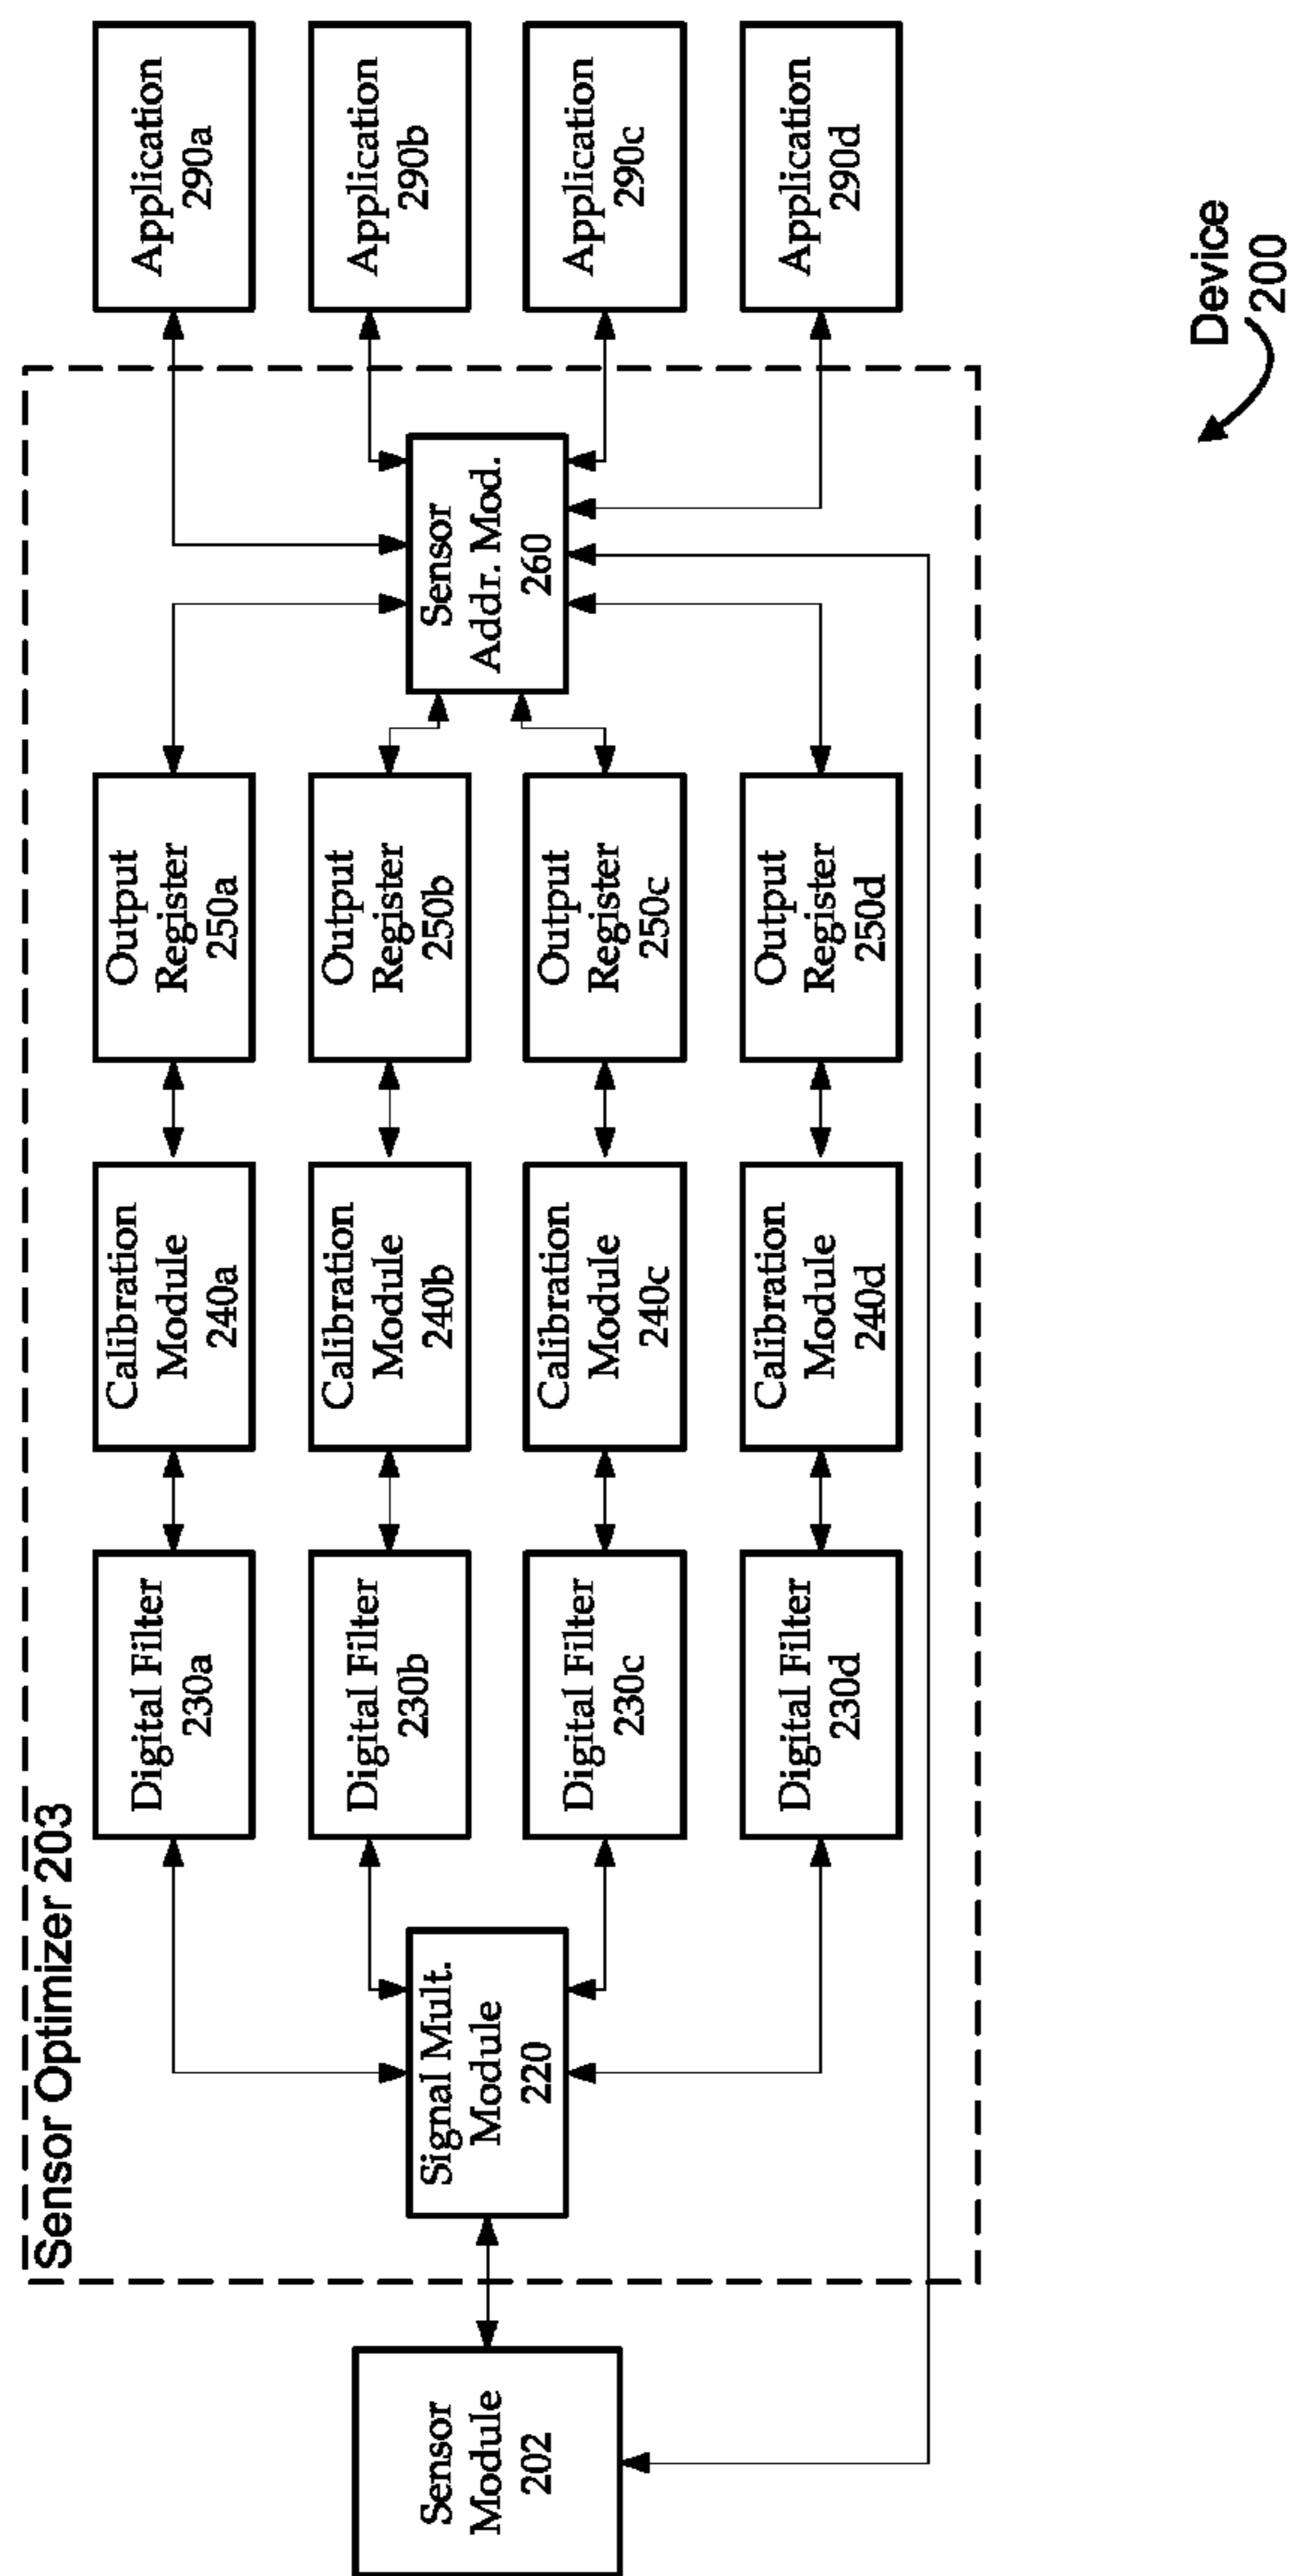 Sensor Optimizer 203
Sensor
Module
202
Signal Mult.
Module
220
Digital Filter
230a
Digital Filter
230b
Digital Filter
230c
Digital Filter
230d
Calibration
Module
240a
Calibration
Module
240b
Calibration
Module
240c
Calibration
Module
240d
Output
Register
250a
Output
Register
250b
Output
Register
250c
Output
Register
250d
Sensor
Addr. Mod.
260
Application
290a
Application
290b
Application
290c
Application
290d
Device
200